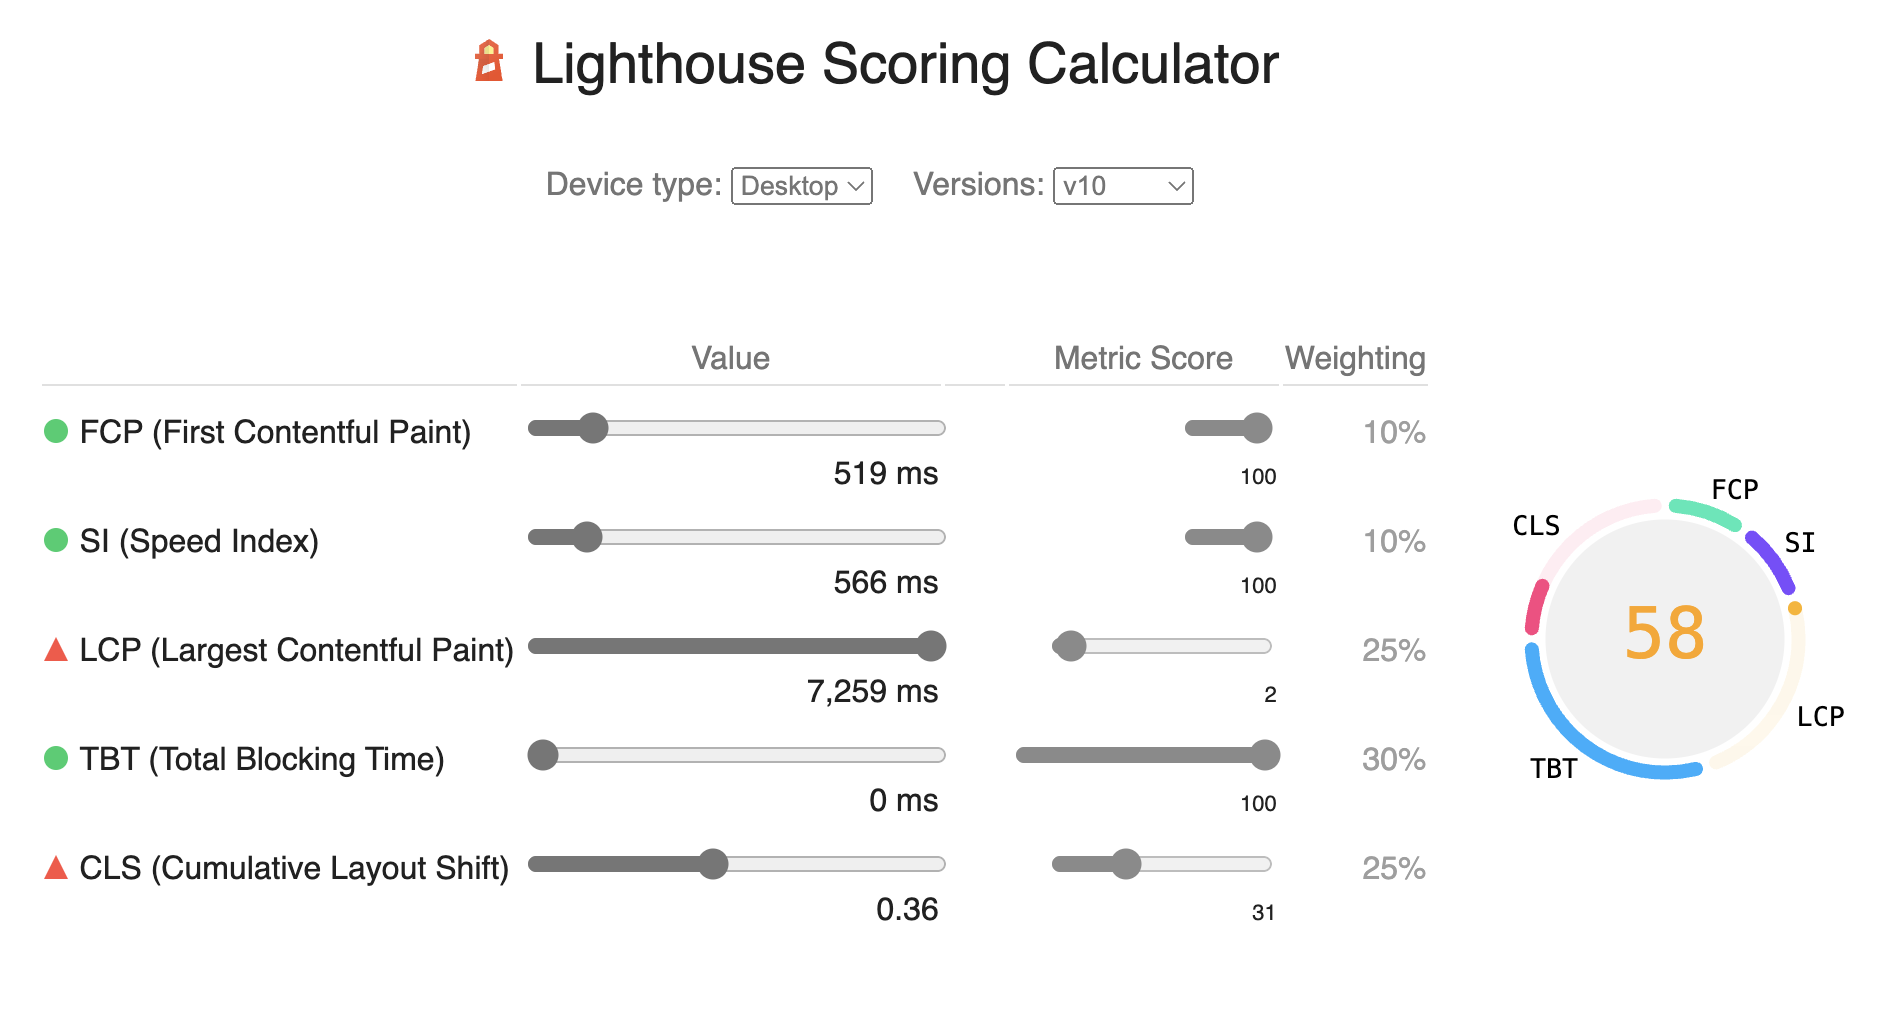 Lighthouse Scoring Calculator
Device type: Desktop Versions: v10
Value Metric Score Weighting
FCP (First Contentful Paint) 10%
519 ms 100
SI (Speed Index) 10%
566 ms 100
LCP (Largest Contentful Paint) 25%
7,259 ms 2
TBT (Total Blocking Time) 30%
0 ms 100
CLS (Cumulative Layout Shift) 25%
0.36 31
FCP
CLS
SI
58
LCP
TBT